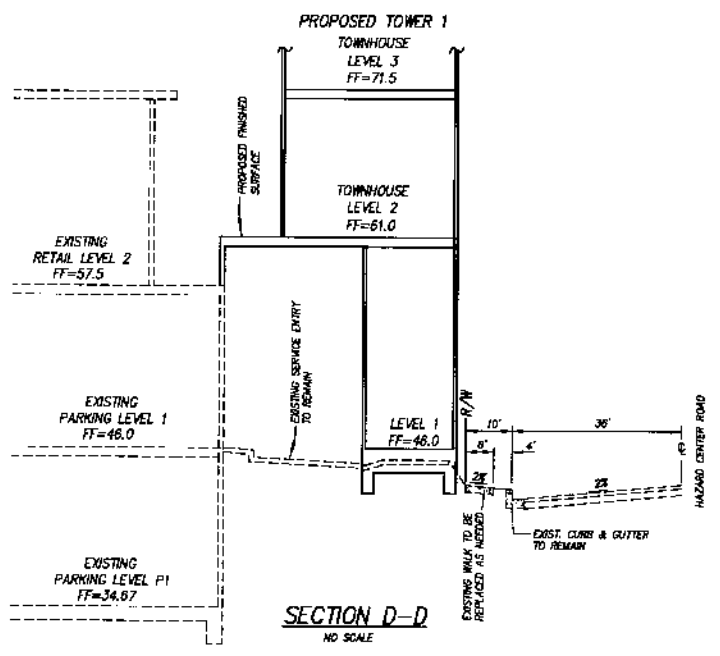 PROPOSED TOWER 1
TOWNHOUSE
LEVEL 3
FF=71.5
PROPOSED FINISHED
SURFACE
TOWNHOUSE
LEVEL 2
FF=61.0
EXISTING
RETAIL LEVEL 2
FF=57.5
EXISTING SERVICE ENTRY
TO REMAIN
EXISTING
PARKING LEVEL 1
FF=46.0
LEVEL 1
FF=46.0
R/W
10'
36'
6'
4'
2%
2%
HAZARD CENTER ROAD
EXISTING WALK TO BE
REPLACED AS NEEDED
EXIST. CURB & GUTTER
TO REMAIN
EXISTING
PARKING LEVEL P1
FF=34.67
SECTION D-D
NO SCALE